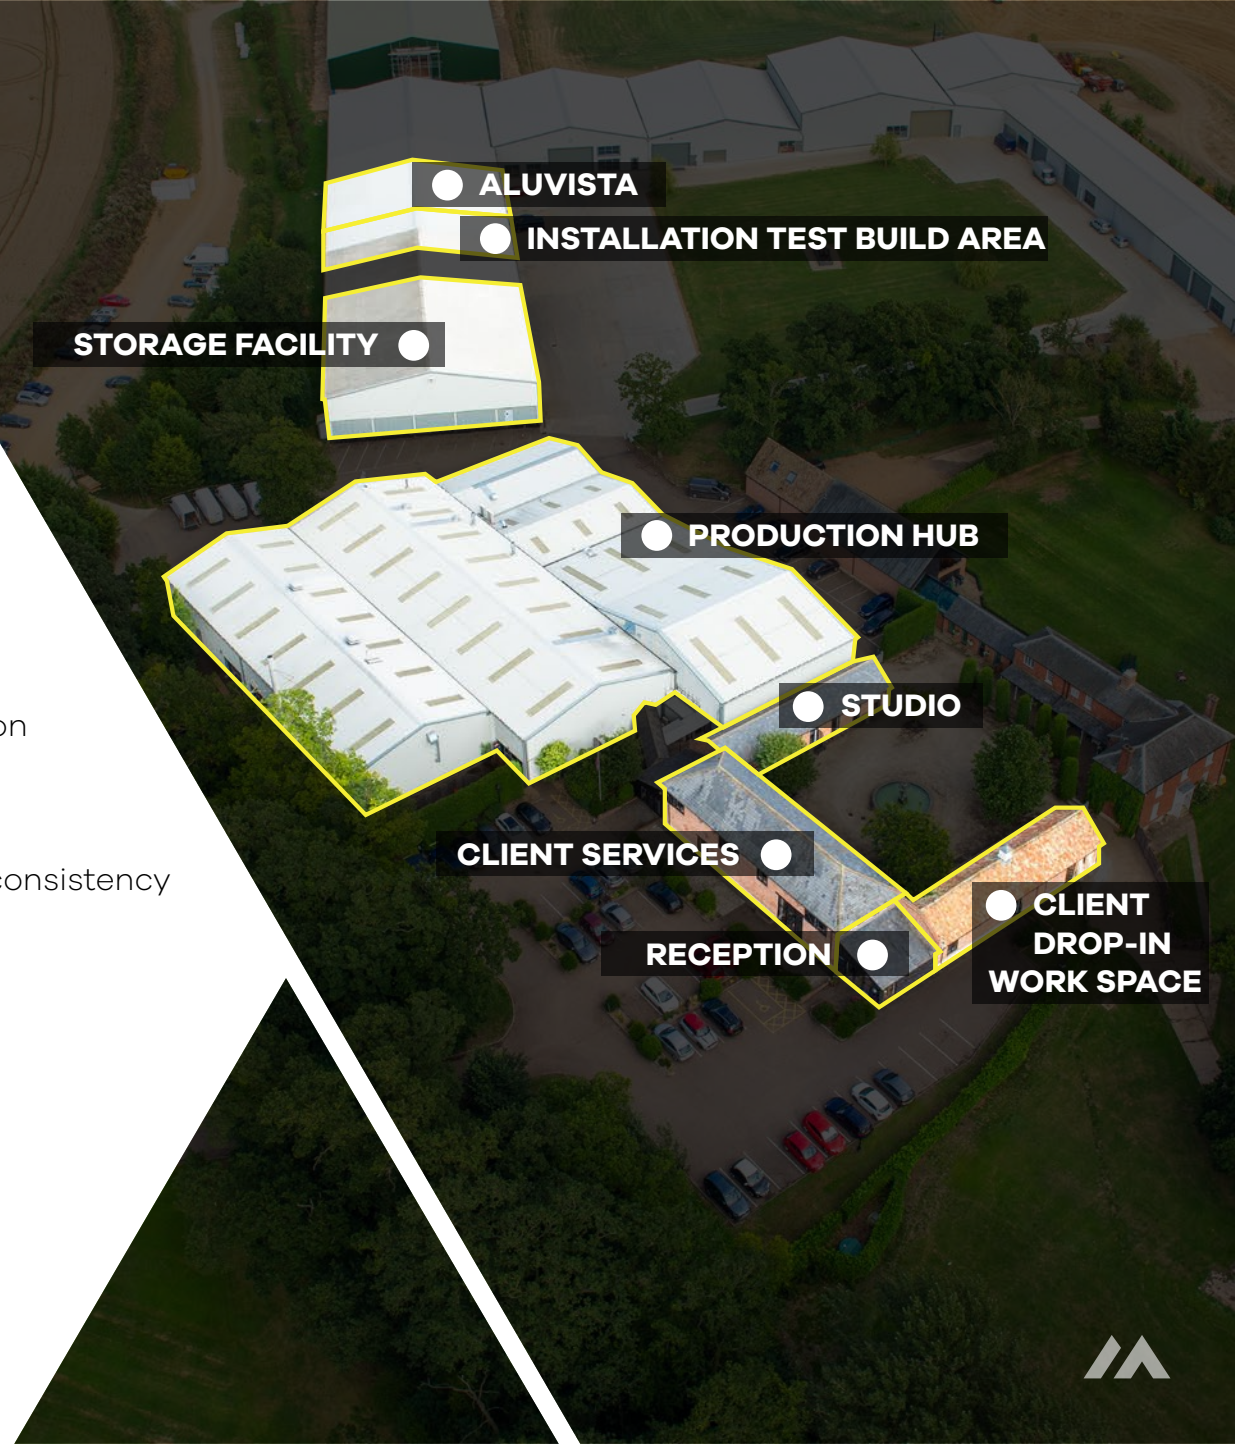 ALUVISTA
INSTALLATION TEST BUILD AREA
STORAGE FACILITY
PRODUCTION HUB
STUDIO
on
CLIENT SERVICES
consistency
CLIENT
DROP-IN
WORK SPACE
RECEPTION